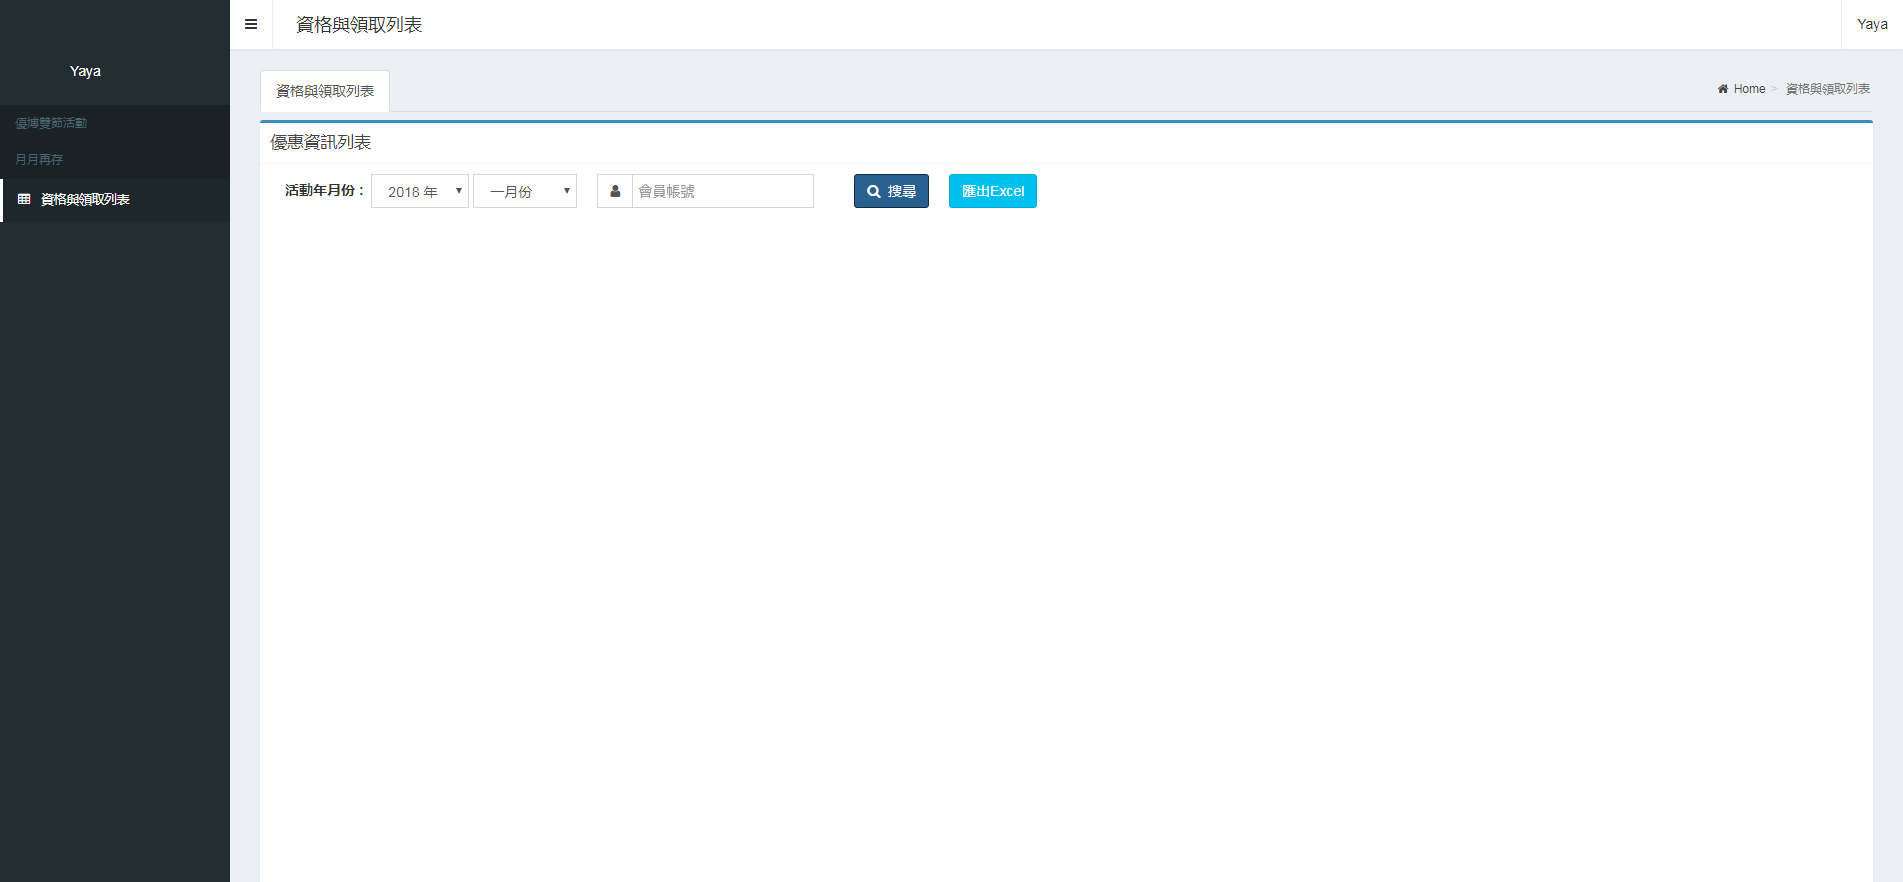 資格與領取列表
Yaya
Yaya
優博雙節活動
月月再存
資格與領取列表
資格與領取列表
Home > 資格與領取列表
優惠資訊列表
活動年月份 : 2018 年 一月份 會員帳號 搜尋 匯出Excel